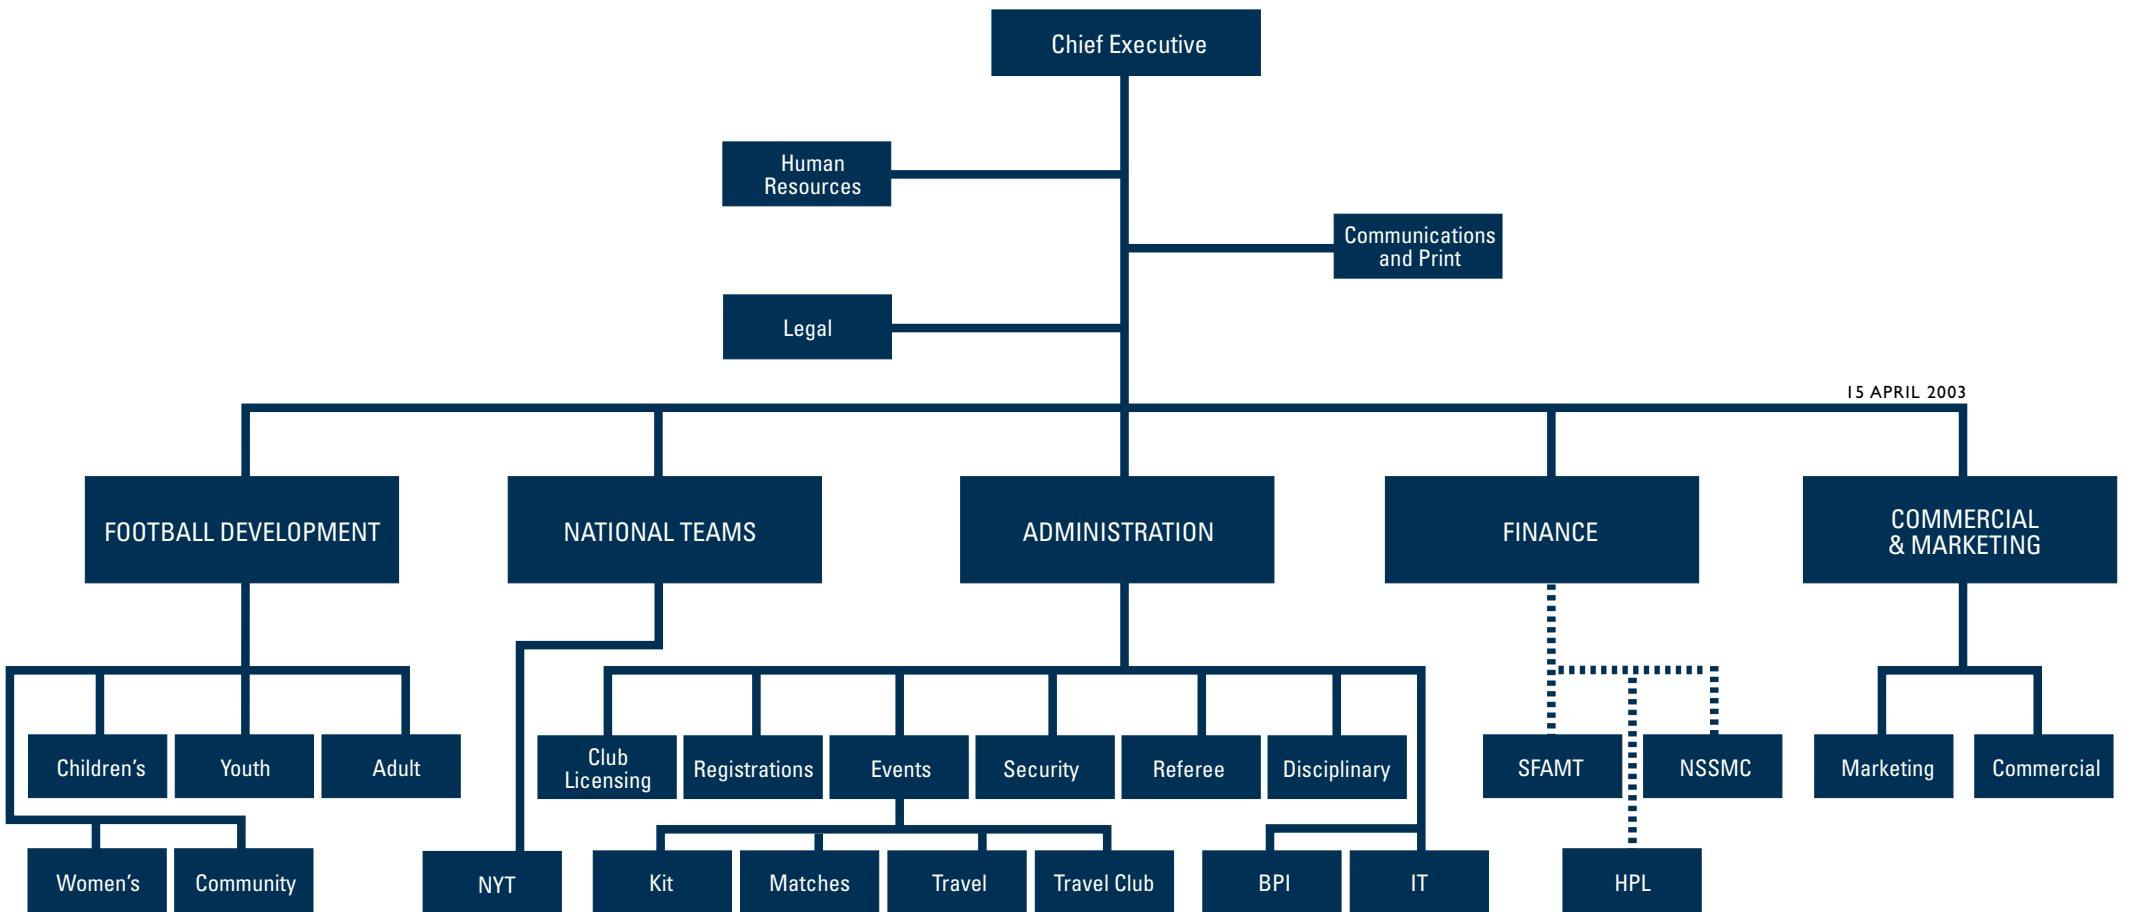 Chief Executive
Human
Resources
Communications
and Print
Legal
15 APRIL 2003
FOOTBALL DEVELOPMENT
NATIONAL TEAMS
ADMINISTRATION
FINANCE
COMMERCIAL
& MARKETING
Children's
Youth
Adult
Club
Licensing
Registrations
Events
Security
Referee
Disciplinary
SFAMT
NSSMC
Marketing
Commercial
Women's
Community
NYT
Kit
Matches
Travel
Travel Club
BPI
IT
HPL